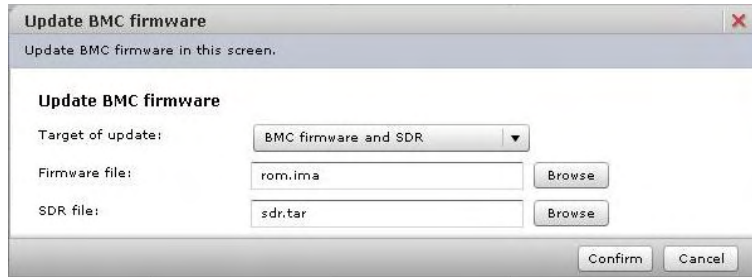 Update BMC firmware
Update BMC firmware in this screen.
Update BMC firmware
Target of update: BMC firmware and SDR
Firmware file: rom.ima Browse
SDR file: sdr.tar Browse
Confirm Cancel